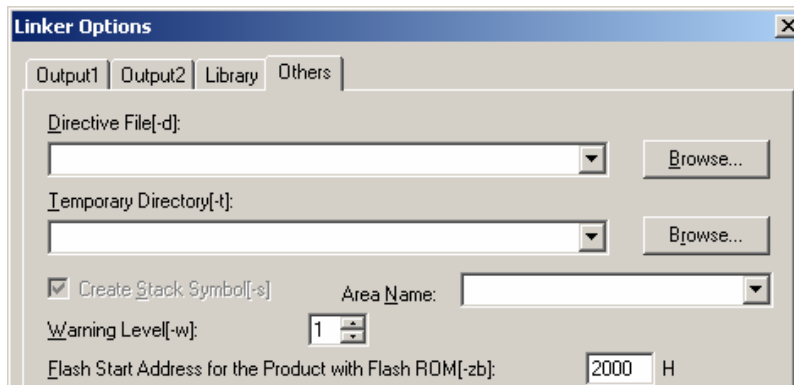 Linker Options
Output1 Output2 Library Others
Directive File[-d]:
Browse...
Temporary Directory[-t]:
Browse...
Create Stack Symbol[-s] Area Name:
Warning Level[-w]: 1
Flash Start Address for the Product with Flash ROM[-zb]: 2000 H